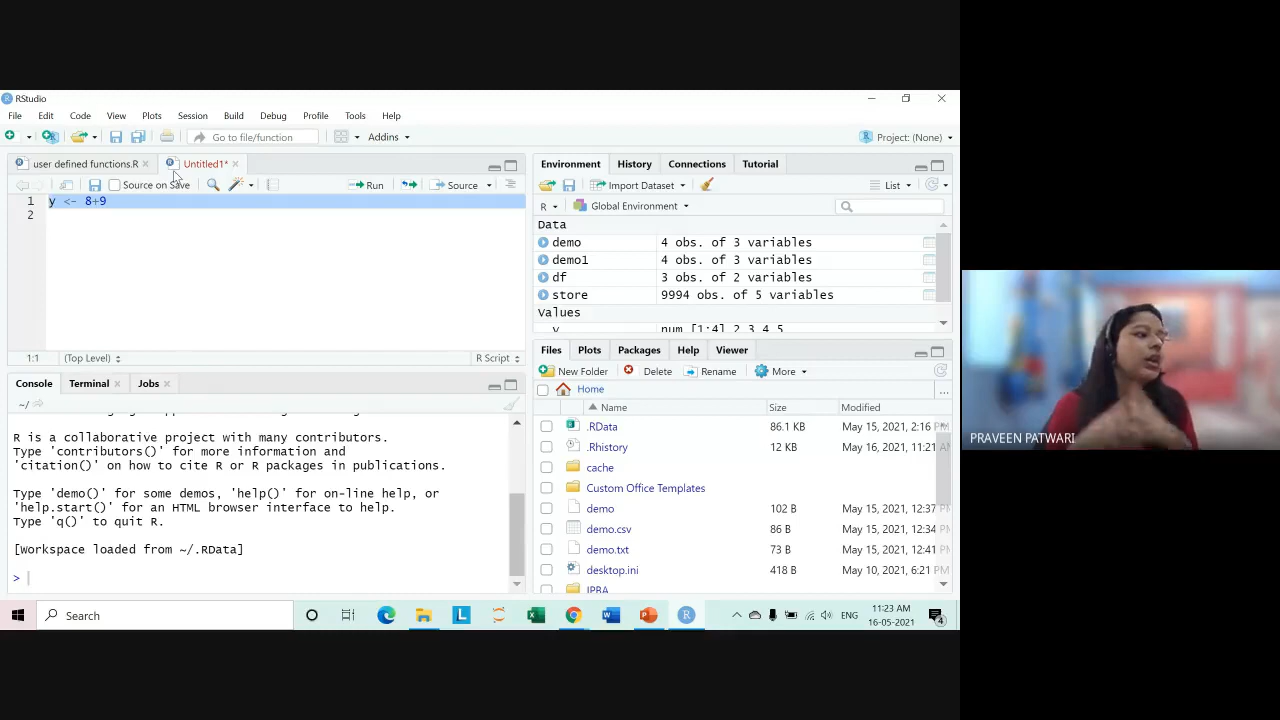 RStudio
File Edit Code View Plots Session Build Debug Profile Tools Help
Go to file/function Addins Project: (None)
user defined functions.R Untitled1*
Source on Save Run Source
1 y <- 8+9
2
1:1 (Top Level) R Script
Console Terminal Jobs
~/
R is a collaborative project with many contributors.
Type 'contributors()' for more information and
'citation()' on how to cite R or R packages in publications.
Type 'demo()' for some demos, 'help()' for on-line help, or
'help.start()' for an HTML browser interface to help.
Type 'q()' to quit R.
[Workspace loaded from ~/.RData]
>
Environment History Connections Tutorial
Import Dataset List
R Global Environment
Data
demo 4 obs. of 3 variables
demo1 4 obs. of 3 variables
df 3 obs. of 2 variables
store 9994 obs. of 5 variables
Values
num [1:4] 2 3 4 5
Files Plots Packages Help Viewer
New Folder Delete Rename More
Home
Name Size Modified
.RData 86.1 KB May 15, 2021, 2:16 PM
.Rhistory 12 KB May 16, 2021, 11:21
cache
Custom Office Templates
demo 102 B May 15, 2021, 12:37
demo.csv 86 B May 15, 2021, 12:34
demo.txt 73 B May 15, 2021, 12:41
desktop.ini 418 B May 10, 2021, 6:21 P
IPBA
PRAVEEN PATWARI
Search
ENG
11:23 AM
16-05-2021
4